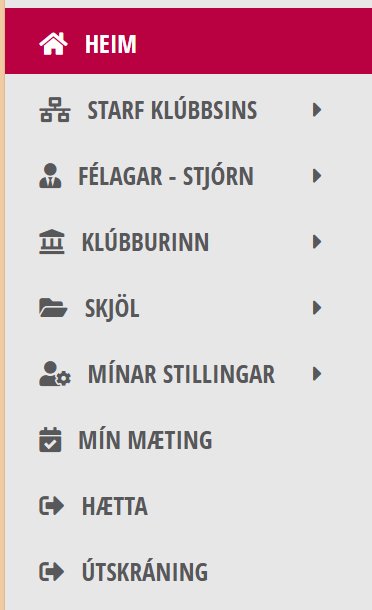 HEIM
STARF KLÚBBSINS
FÉLAGAR - STJÓRN
KLÚBBURINN
SKJÖL
MÍNAR STILLINGAR
MÍN MÆTING
HÆTTA
ÚTSKRÁNING